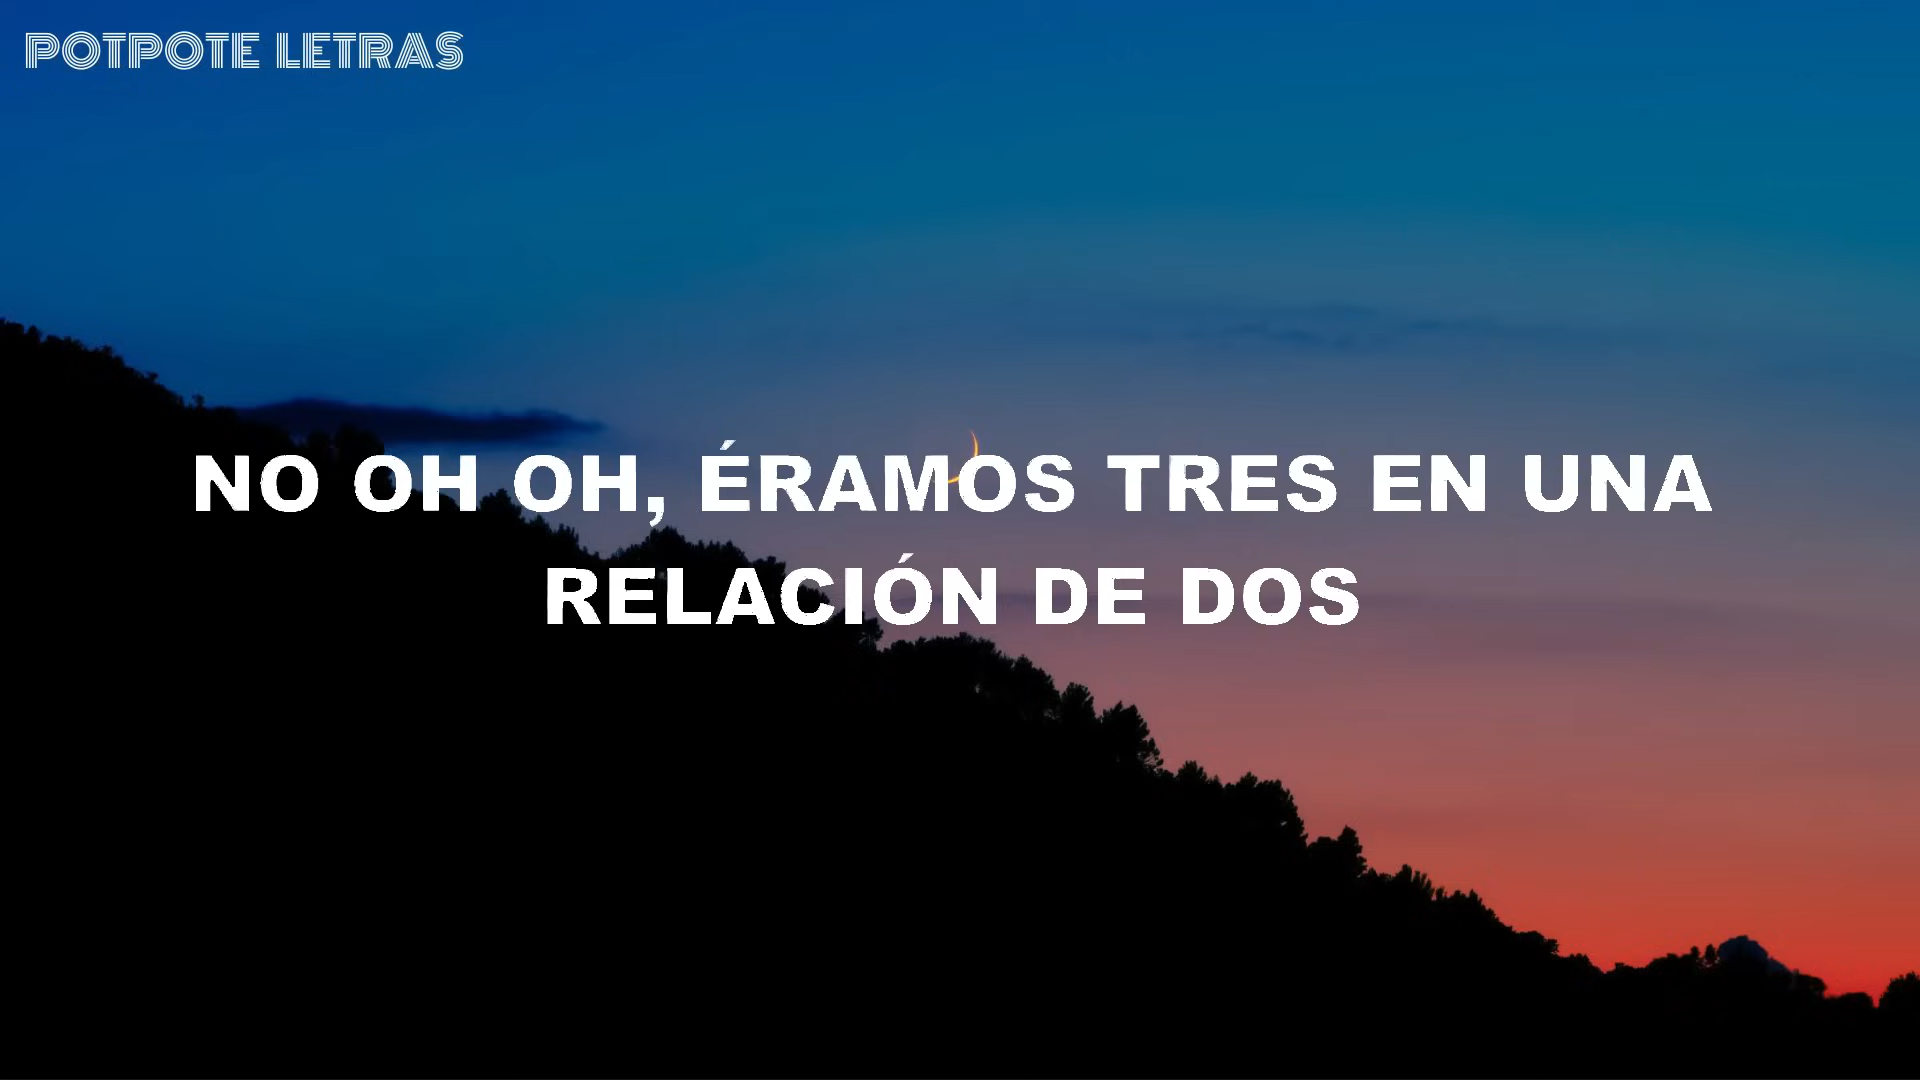 POTPOTE LETRAS
NO OH OH, ÉRAMOS TRES EN UNA
RELACIÓN DE DOS